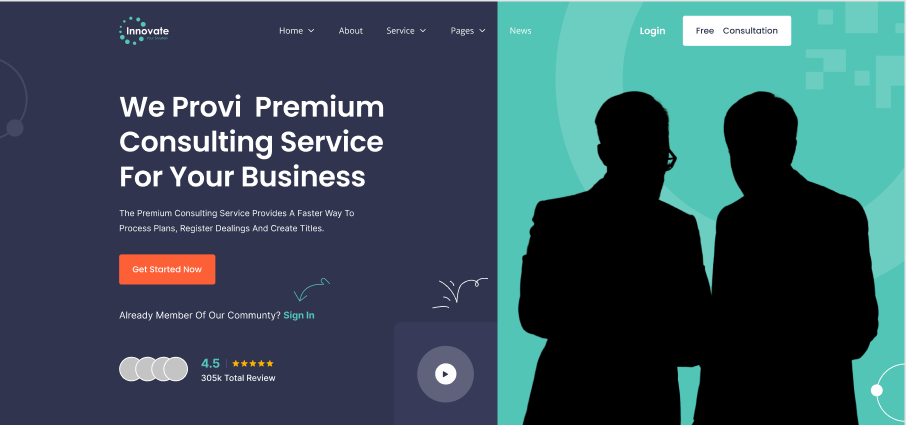 Innovate
Home
About
Service
Pages
News
Login
Free Consultation
We Provi Premium
Consulting Service
For Your Business
The Premium Consulting Service Provides A Faster Way To
Process Plans, Register Dealings And Create Titles.
Get Started Now
Already Member Of Our Communty? Sign In
4.5
305k Total Review